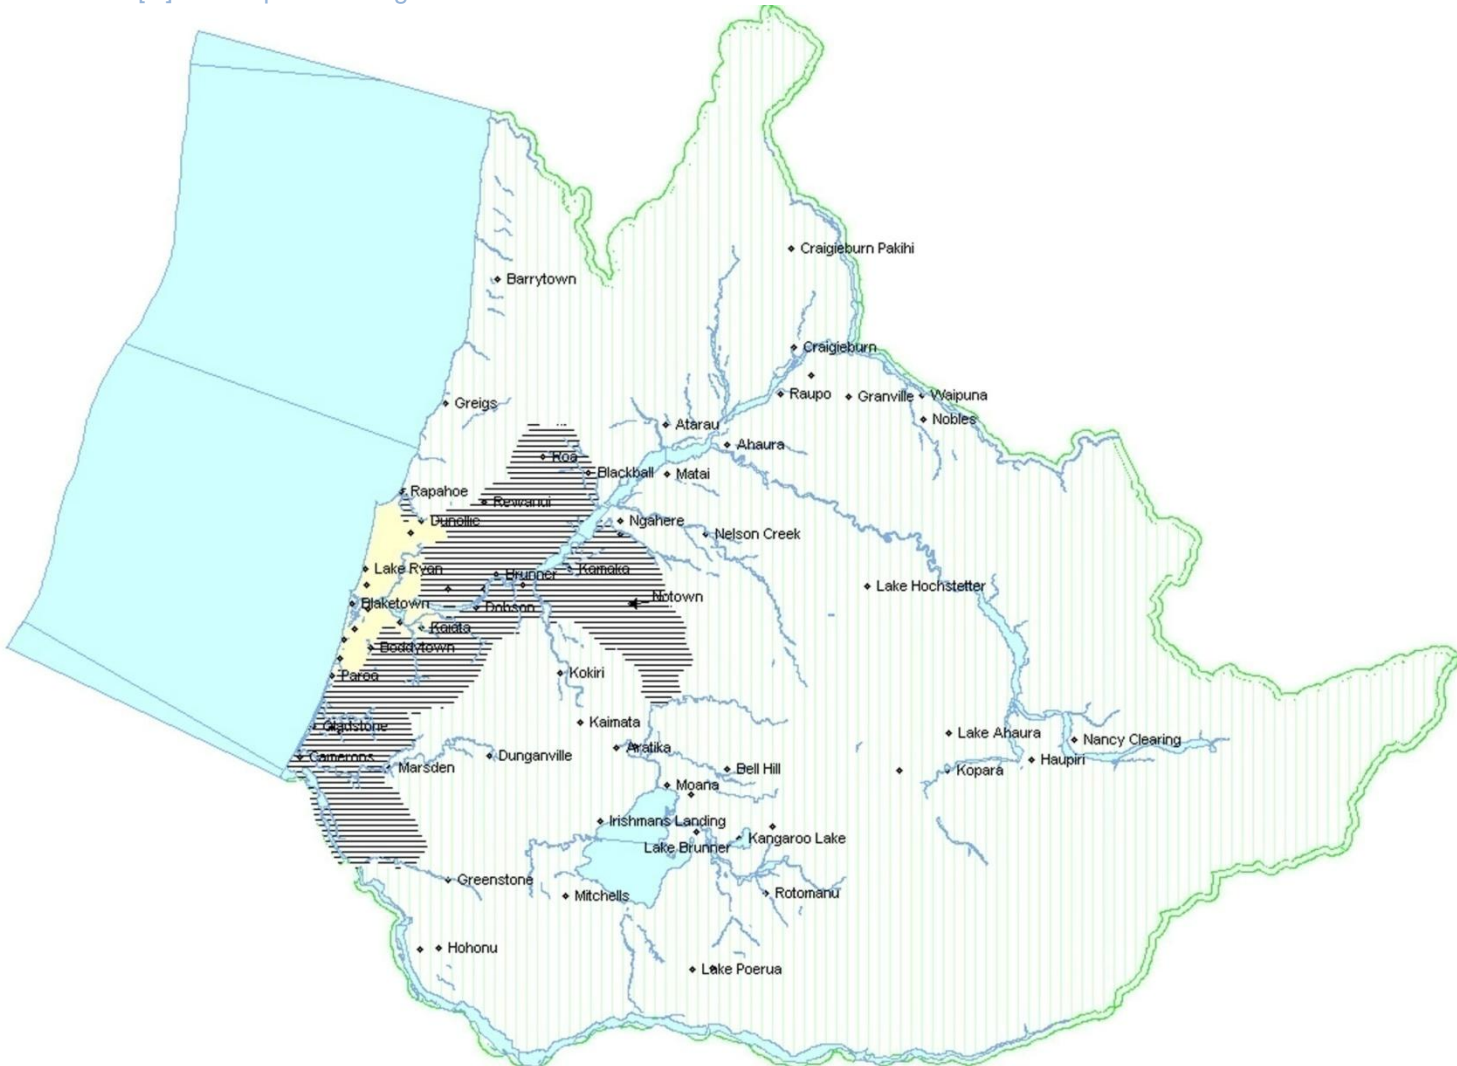 Craigieburn Pakihi
Barrytown
Craigieburn
Raupo
Granville
Waipuna
Greigs
Nobles
Atarau
Ahaura
Roa
Blackball
Matai
Rapahoe
Rewanui
Dunollie
Ngahere
Nelson Creek
Lake Ryan
Kamaka
Brunner
Lake Hochstetter
Notown
Blaketown
Dobson
Kaiata
Boddytown
Kokiri
Paroa
Kaimata
Gladstone
Lake Ahaura
Nancy Clearing
Aratika
Camerons
Dunganville
Haupiri
Marsden
Bell Hill
Kopara
Moana
Irishmans Landing
Kangaroo Lake
Lake Brunner
Greenstone
Mitchells
Rotomanu
Hohonu
Lake Poerua